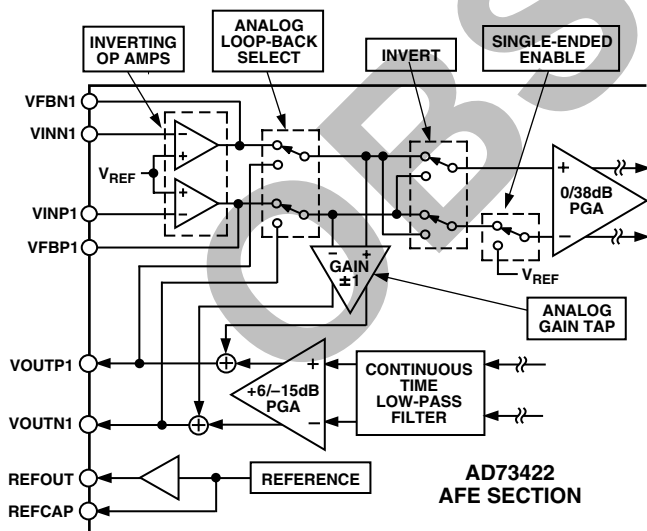 INVERTING
OP AMPS
ANALOG
LOOP-BACK
SELECT
INVERT
SINGLE-ENDED
ENABLE
VFBN1
VINN1
VREF
VINP1
VFBP1
–
+
+
–
+
–
0/38dB
PGA
VREF
– +
GAIN
±1
ANALOG
GAIN TAP
VOUTP1
VOUTN1
+
+
+
–
+6/–15dB
PGA
CONTINUOUS
TIME
LOW-PASS
FILTER
REFOUT
REFCAP
REFERENCE
AD73422
AFE SECTION
OBS